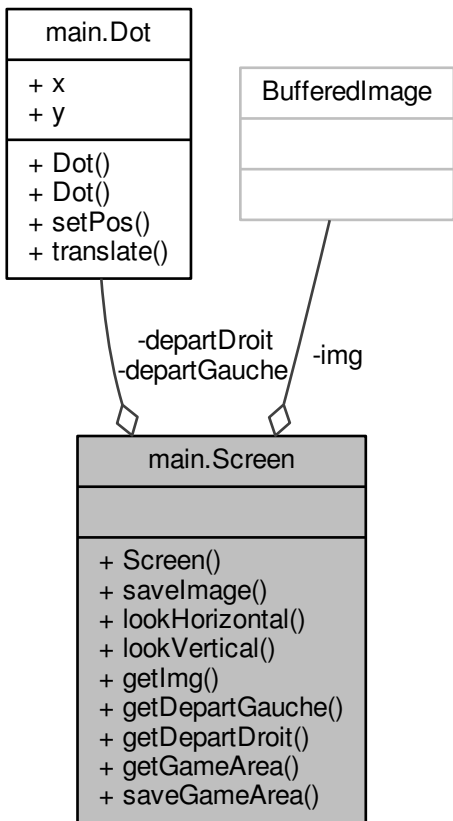 main.Dot
+ x
+ y
+ Dot()
+ Dot()
+ setPos()
+ translate()
BufferedImage
-departDroit
-departGauche
-img
main.Screen
+ Screen()
+ saveImage()
+ lookHorizontal()
+ lookVertical()
+ getImg()
+ getDepartGauche()
+ getDepartDroit()
+ getGameArea()
+ saveGameArea()